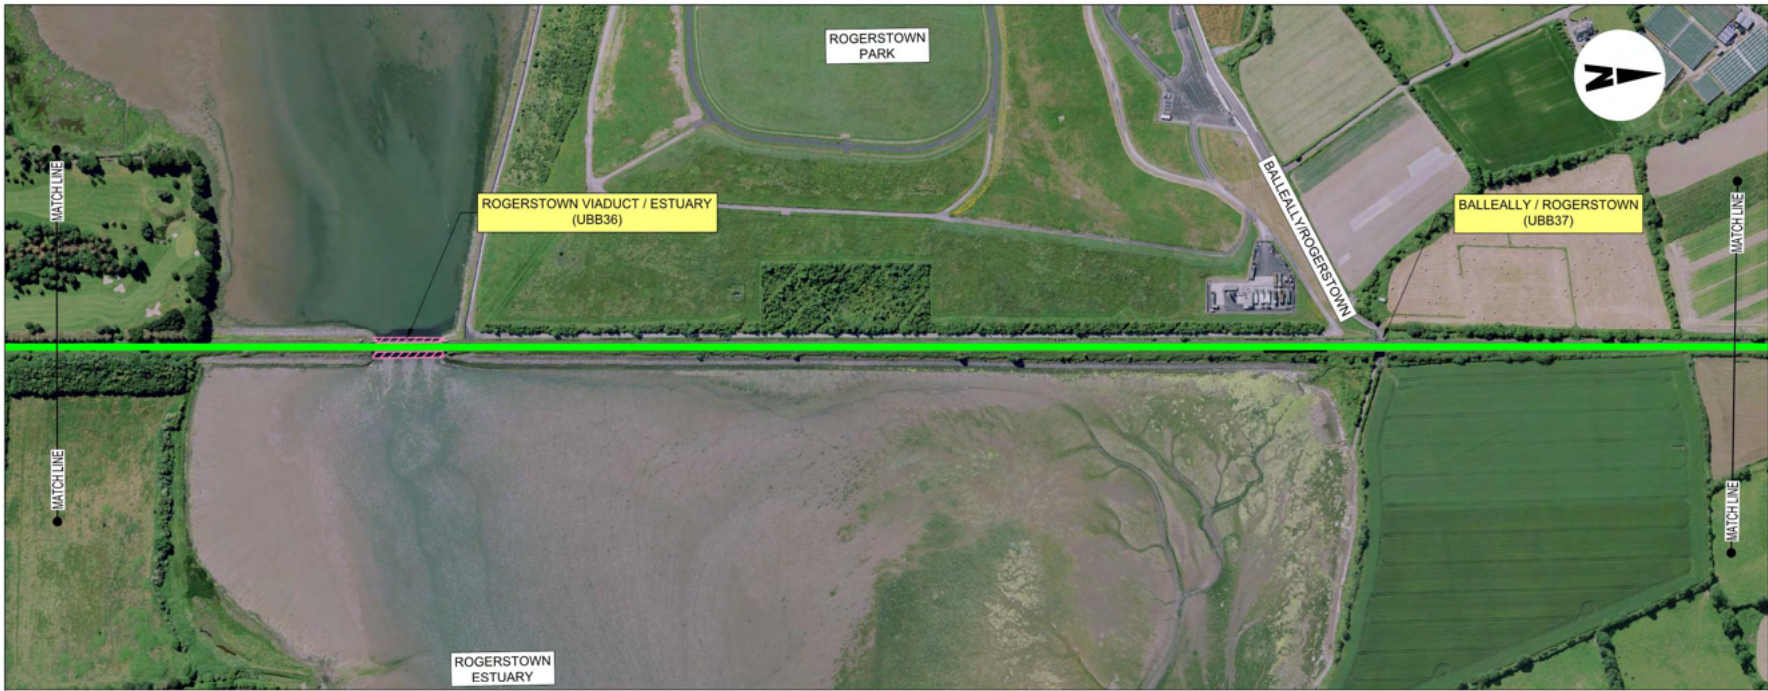 ROGERSTOWN
PARK
N
MATCH LINE
ROGERSTOWN VIADUCT / ESTUARY
(UBB36)
BALLEALLY/ROGERSTOWN
BALLEALLY / ROGERSTOWN
(UBB37)
MATCH LINE
MATCH LINE
MATCH LINE
ROGERSTOWN
ESTUARY